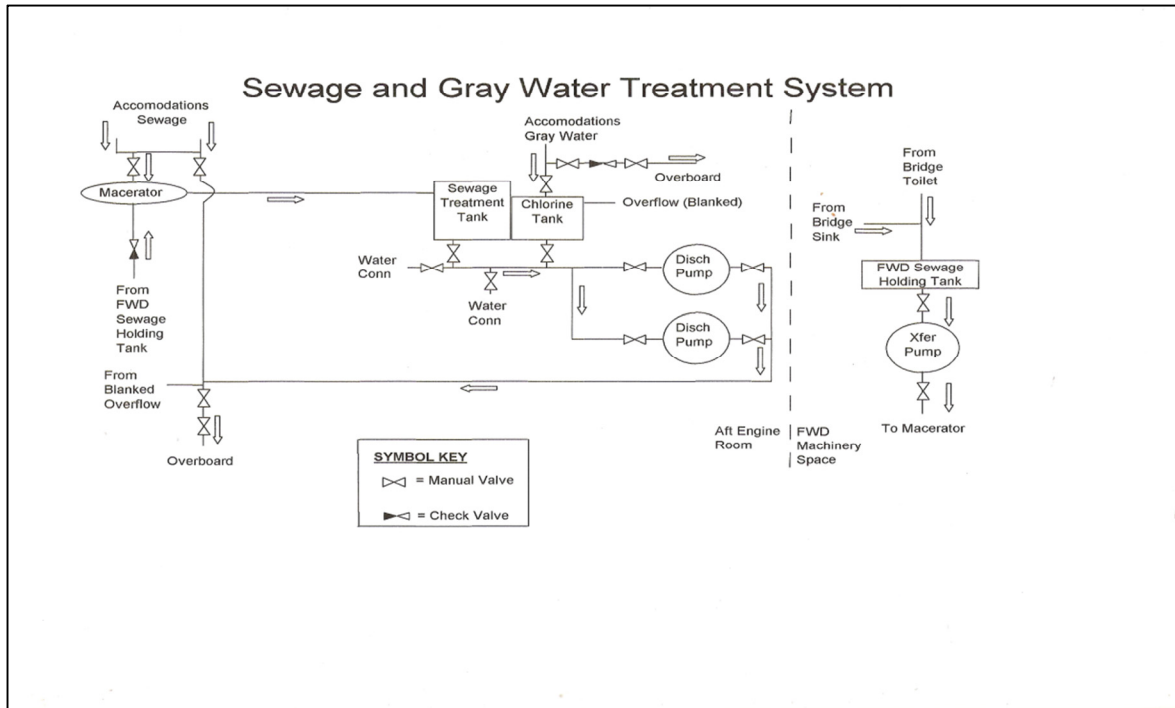 Sewage and Gray Water Treatment System
Accomodations
Sewage
Macerator
From
FWD
Sewage
Holding
Tank
From
Blanked
Overflow
Overboard
Accomodations
Gray Water
Overboard
Sewage
Treatment
Tank
Chlorine
Tank
Overflow (Blanked)
Water
Conn
Water
Conn
Disch
Pump
Disch
Pump
Aft Engine
Room
FWD
Machinery
Space
From
Bridge
Toilet
From
Bridge
Sink
FWD Sewage
Holding Tank
Xfer
Pump
To Macerator
SYMBOL KEY
= Manual Valve
= Check Valve